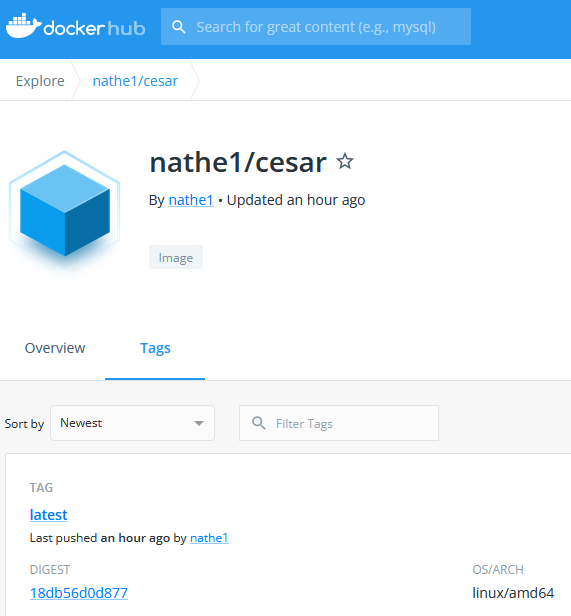 dockerhub
Search for great content (e.g., mysql)
Explore
nathe1/cesar
nathe1/cesar
By nathe1 • Updated an hour ago
Image
Overview
Tags
Sort by
Newest
Filter Tags
TAG
latest
Last pushed an hour ago by nathe1
DIGEST
OS/ARCH
18db56d0d877
linux/amd64